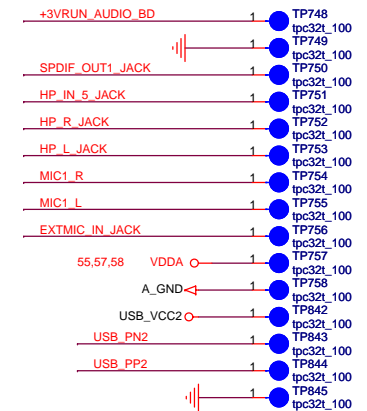 +3VRUN_AUDIO_BD 1 TP748
tpc32t_100
1 TP749
tpc32t_100
SPDIF_OUT1_JACK 1 TP750
tpc32t_100
HP_IN_5_JACK 1 TP751
tpc32t_100
HP_R_JACK 1 TP752
tpc32t_100
HP_L_JACK 1 TP753
tpc32t_100
MIC1_R 1 TP754
tpc32t_100
MIC1_L 1 TP755
tpc32t_100
EXTMIC_IN_JACK 1 TP756
tpc32t_100
55,57,58 VDDA 1 TP757
tpc32t_100
A_GND 1 TP758
tpc32t_100
USB_VCC2 1 TP842
tpc32t_100
USB_PN2 1 TP843
tpc32t_100
USB_PP2 1 TP844
tpc32t_100
1 TP845
tpc32t_100